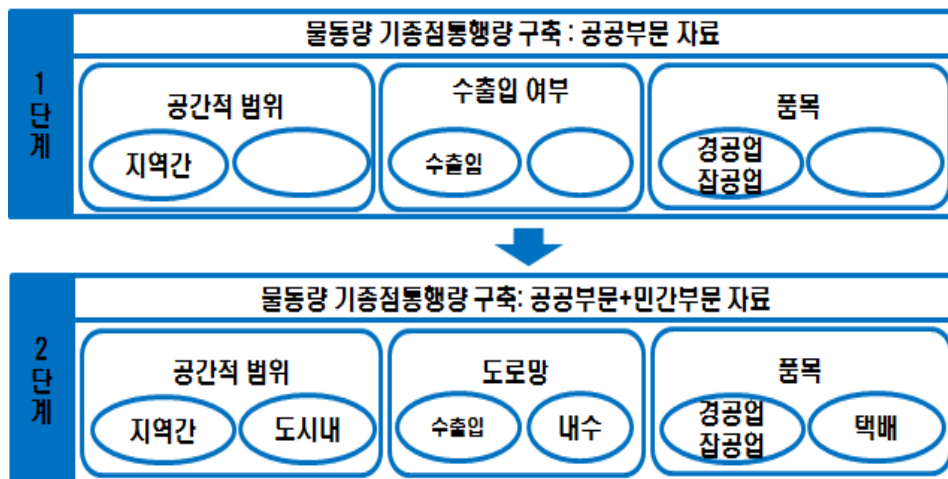 1단계
물동량 기종점통행량 구축 : 공공부문 자료
공간적 범위
지역간
수출입 여부
수출입
품목
경공업
잡공업
2단계
물동량 기종점통행량 구축: 공공부문+민간부문 자료
공간적 범위
지역간
도시내
도로망
수출입
내수
품목
경공업
잡공업
택배